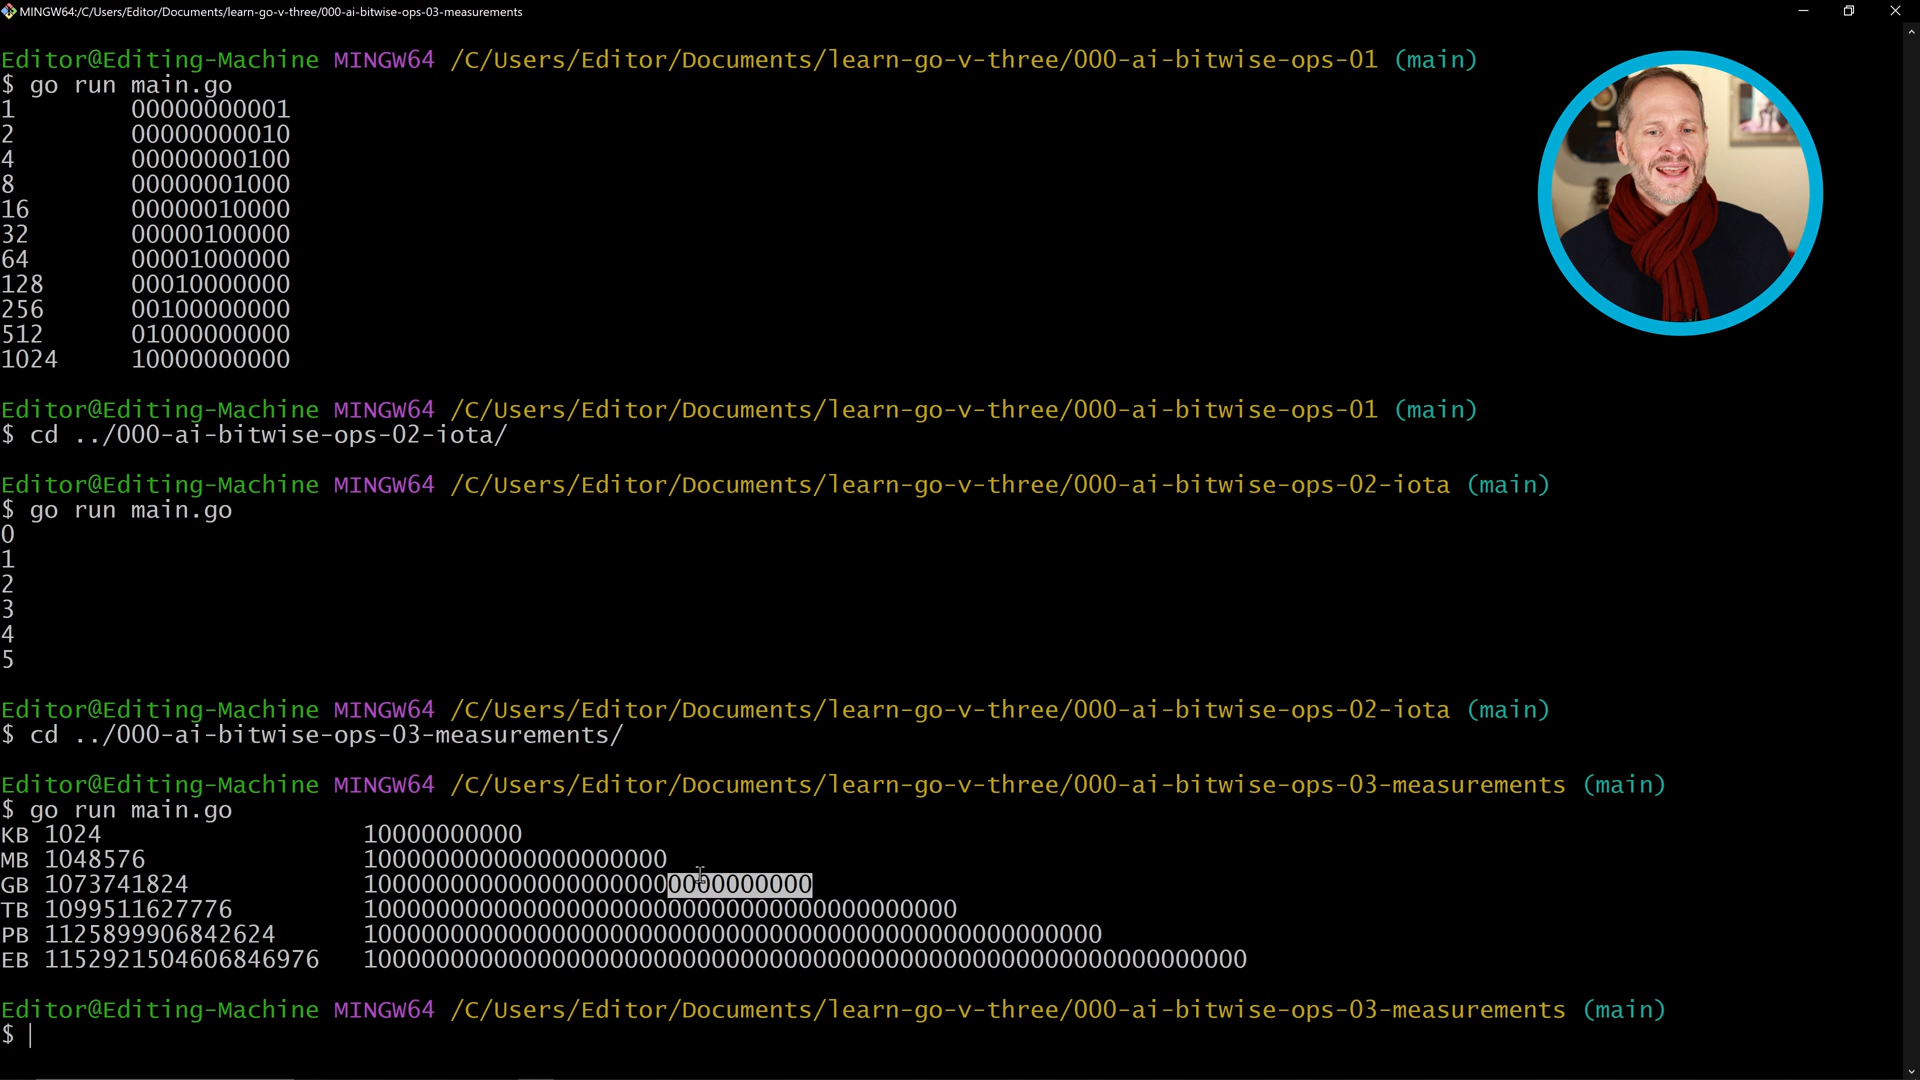 MINGW64:/C/Users/Editor/Documents/learn-go-v-three/000-ai-bitwise-ops-03-measurements
Editor@Editing-Machine MINGW64 /C/Users/Editor/Documents/learn-go-v-three/000-ai-bitwise-ops-01 (main)
$ go run main.go
1 00000000001
2 00000000010
4 00000000100
8 00000001000
16 00000010000
32 00000100000
64 00001000000
128 00010000000
256 00100000000
512 01000000000
1024 10000000000
Editor@Editing-Machine MINGW64 /C/Users/Editor/Documents/learn-go-v-three/000-ai-bitwise-ops-01 (main)
$ cd ../000-ai-bitwise-ops-02-iota/
Editor@Editing-Machine MINGW64 /C/Users/Editor/Documents/learn-go-v-three/000-ai-bitwise-ops-02-iota (main)
$ go run main.go
0
1
2
3
4
5
Editor@Editing-Machine MINGW64 /C/Users/Editor/Documents/learn-go-v-three/000-ai-bitwise-ops-02-iota (main)
$ cd ../000-ai-bitwise-ops-03-measurements/
Editor@Editing-Machine MINGW64 /C/Users/Editor/Documents/learn-go-v-three/000-ai-bitwise-ops-03-measurements (main)
$ go run main.go
KB 1024 10000000000
MB 1048576 100000000000000000000
GB 1073741824 1000000000000000000000000000000
TB 1099511627776 10000000000000000000000000000000000000000
PB 1125899906842624 100000000000000000000000000000000000000000000000000
EB 1152921504606846976 1000000000000000000000000000000000000000000000000000000000000
Editor@Editing-Machine MINGW64 /C/Users/Editor/Documents/learn-go-v-three/000-ai-bitwise-ops-03-measurements (main)
$